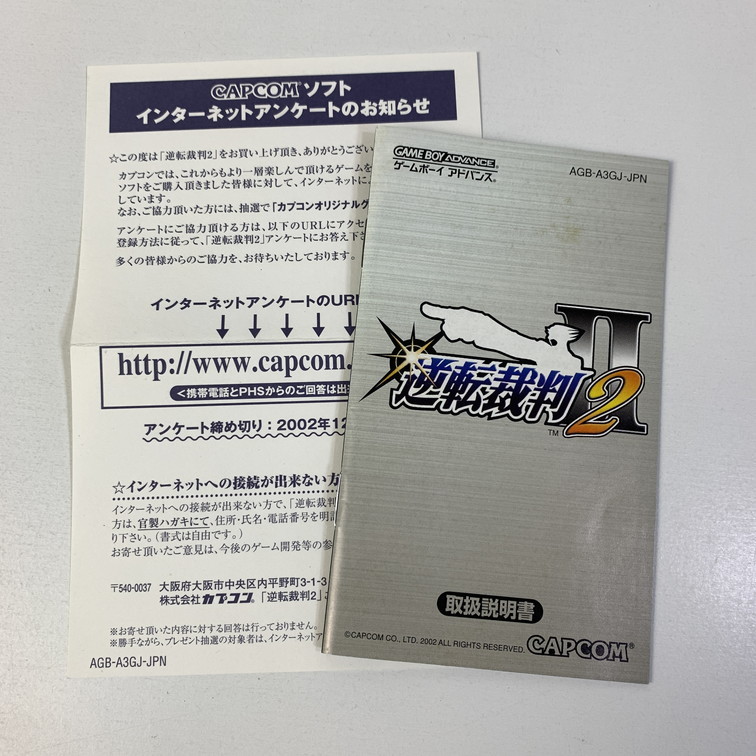 CAPCOM ソフト
インターネットアンケートのお知らせ
☆この度は「逆転裁判2」をお買い上げ頂き、ありがとうござい
カプコンでは、これからもより一層楽しんで頂けるゲームを
ソフトをご購入頂きました皆様に対して、インターネットに
しています。
なお、ご協力頂いた方には、抽選で「カプコンオリジナルグ
アンケートにご協力頂ける方は、以下のURLにアクセ
登録方法に従って、「逆転裁判2」アンケートにお答え下
多くの皆様からのご協力を、お待ちいたしております。
インターネットアンケートのURL
↓ ↓ ↓ ↓ ↓
http://www.capcom.
<携帯電話とPHSからのご回答は出
アンケート締め切り:2002年12
☆インターネットへの接続が出来ない方
インターネットへの接続が出来ない方で、「逆転裁判
方は、官製ハガキにて、住所・氏名・電話番号を明
り下さい。(書式は自由です。)
お寄せ頂いたご意見は、今後のゲーム開発等の参
〒540-0037 大阪府大阪市中央区内平野町3-1-3
株式会社カプコン「逆転裁判2」
※お寄せ頂いた内容に対する回答は行っておりません。
※勝手ながら、プレゼント抽選の対象者は、インターネットア
AGB-A3GJ-JPN
GAME BOY ADVANCE
ゲームボーイ アドバンス®
AGB-A3GJ-JPN
II
逆転裁判2
TM
取扱説明書
©CAPCOM CO., LTD. 2002 ALL RIGHTS RESERVED.
CAPCOM®